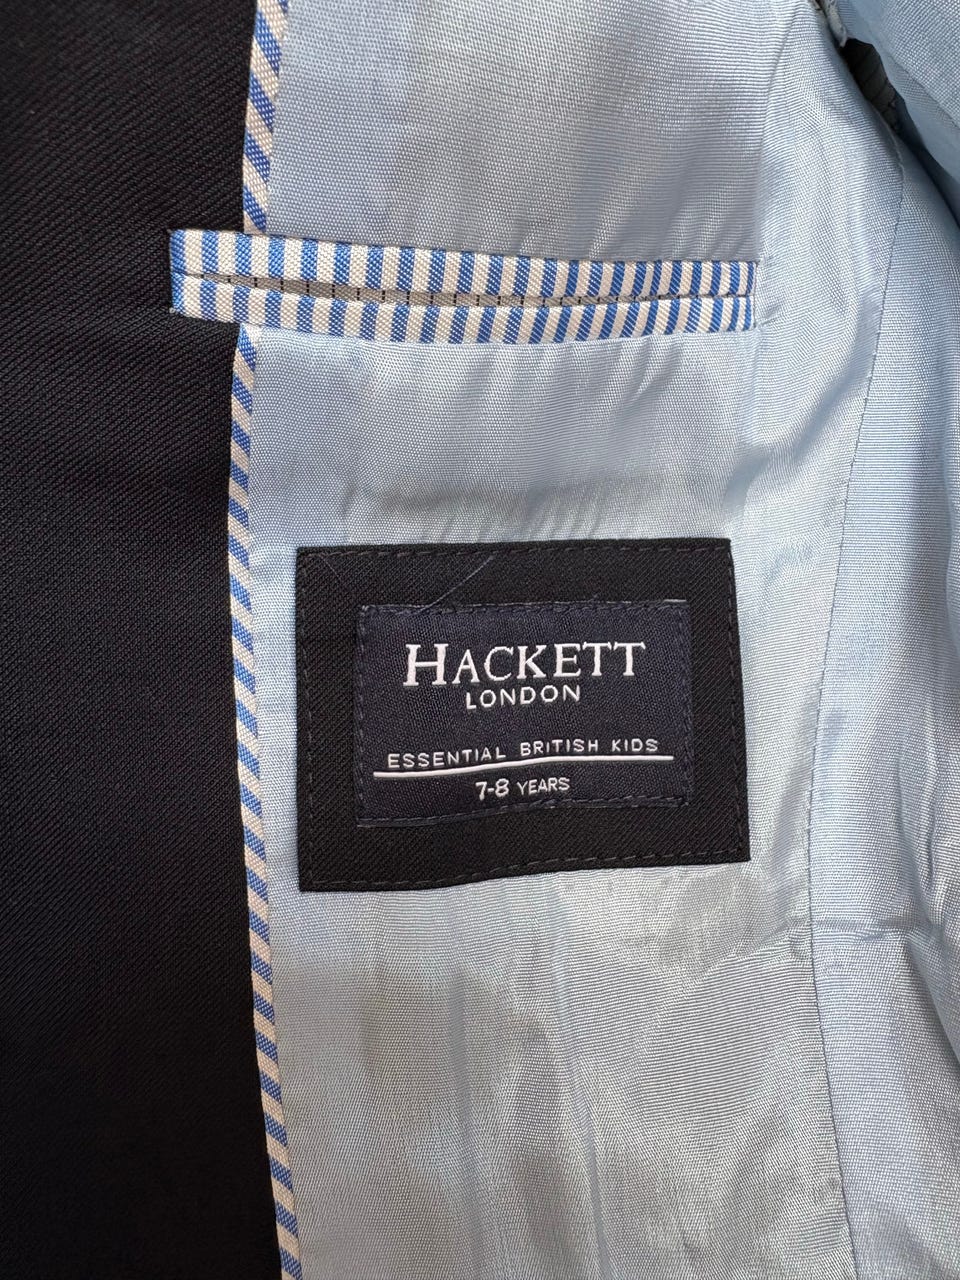 HACKETT
LONDON
ESSENTIAL BRITISH KIDS
7-8 YEARS